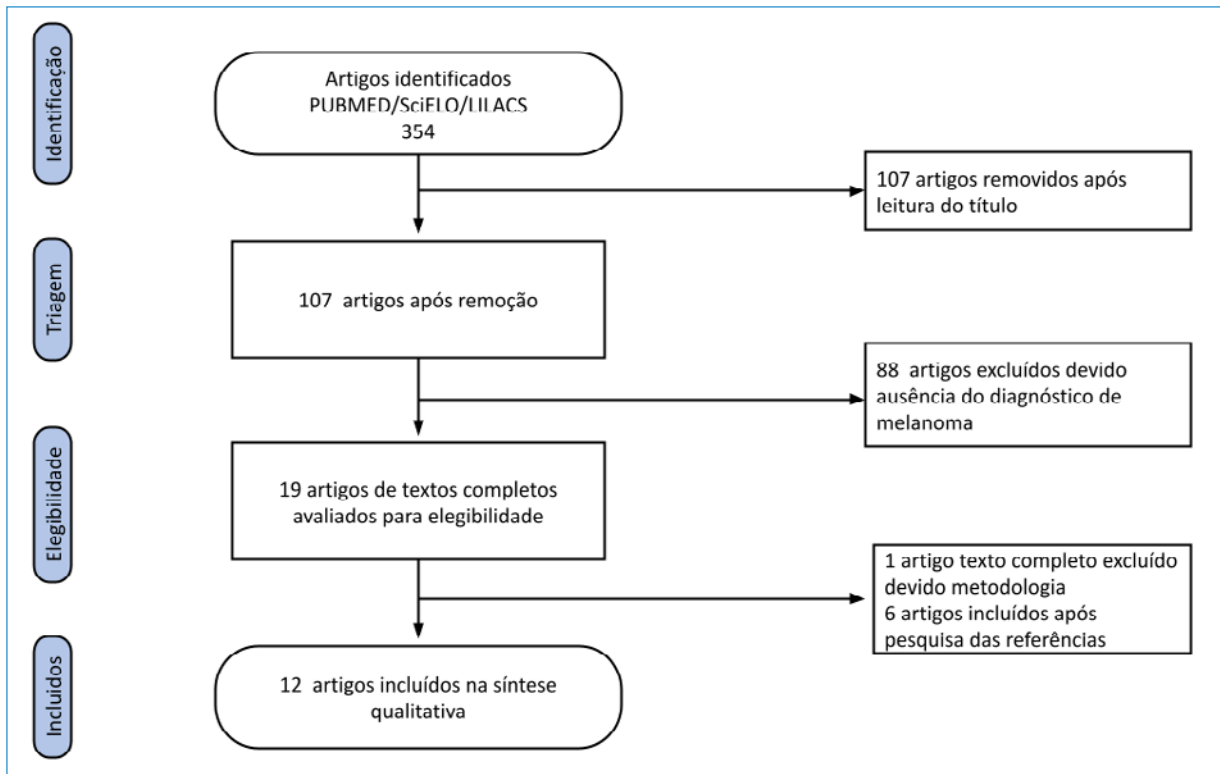 Identificação
Artigos identificados
PUBMED/SciELO/LILACS
354
107 artigos removidos após
leitura do título
Triagem
107 artigos após remoção
88 artigos excluídos devido
ausência do diagnóstico de
melanoma
Elegibilidade
19 artigos de textos completos
avaliados para elegibilidade
1 artigo texto completo excluído
devido metodologia
6 artigos incluídos após
pesquisa das referências
Incluidos
12 artigos incluídos na síntese
qualitativa